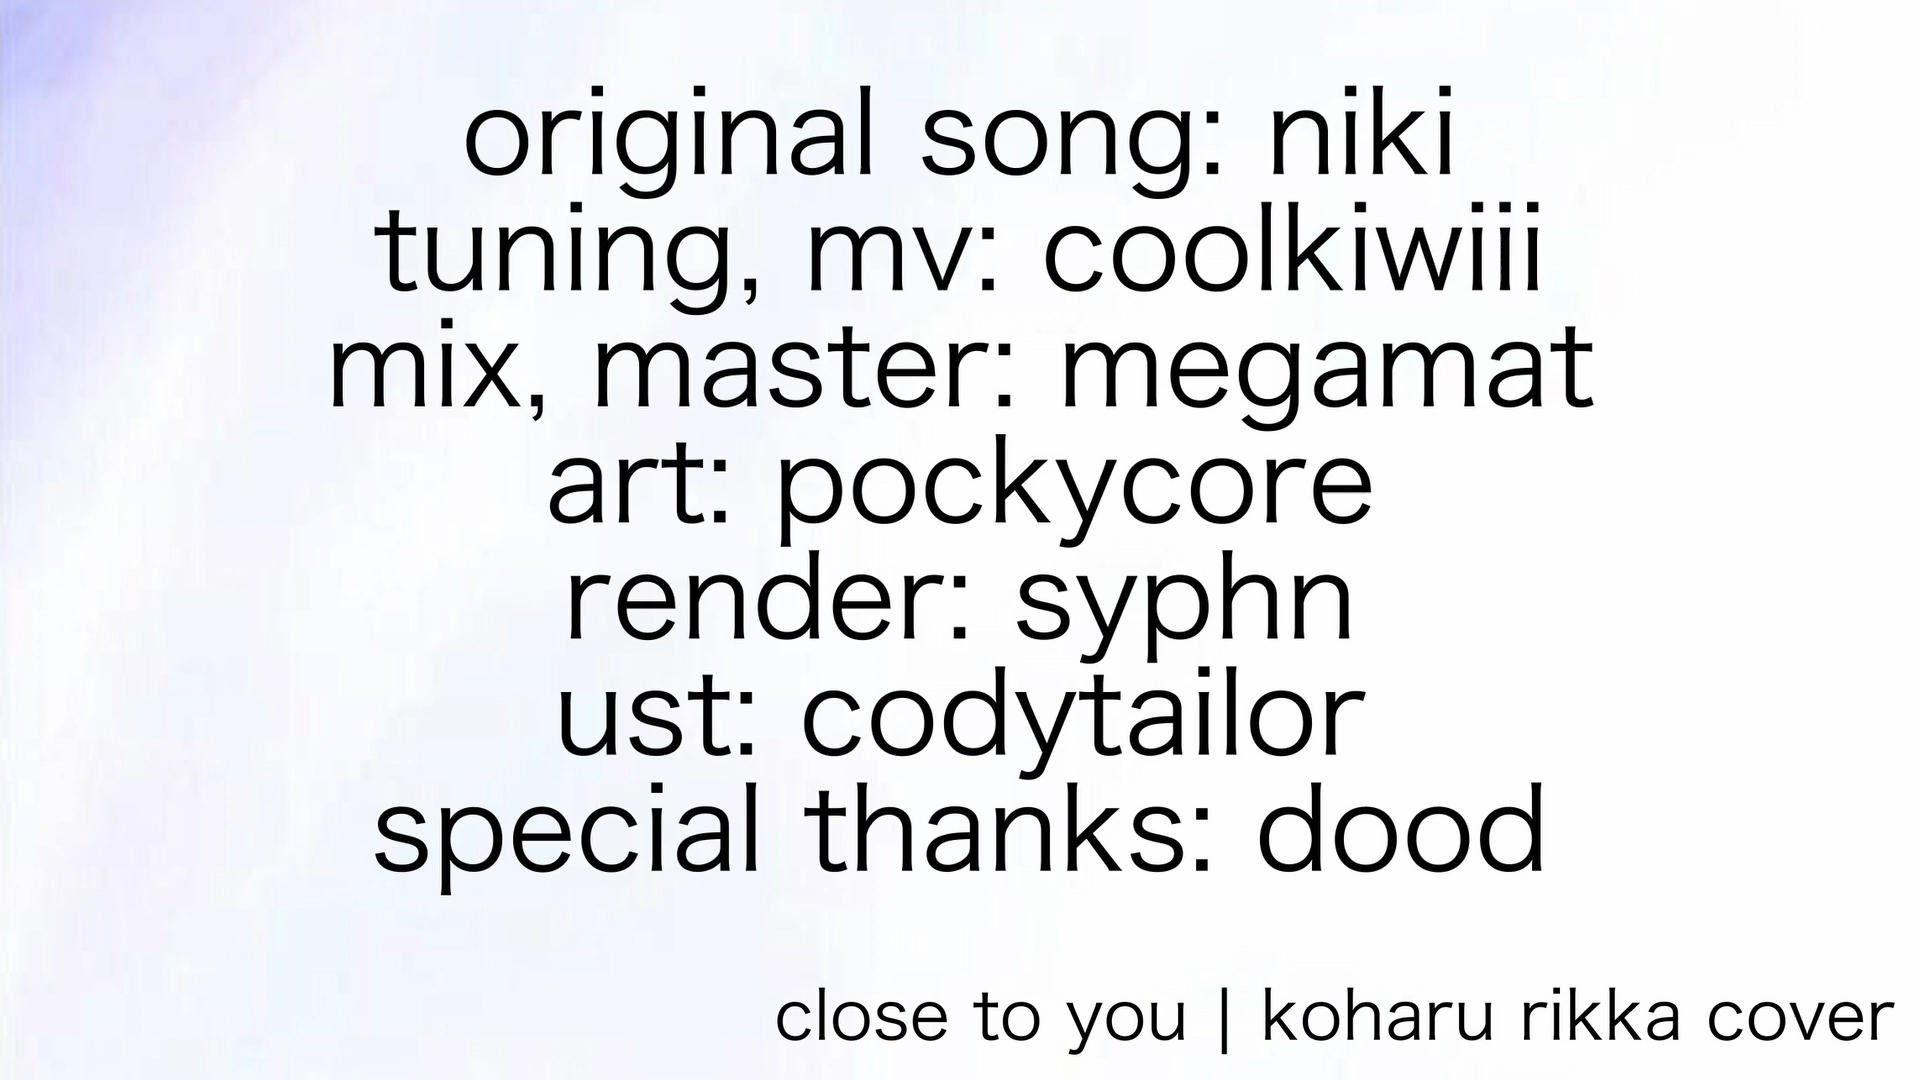 original song: niki
tuning, mv: coolkiwiii
mix, master: megamat
art: pockycore
render: syphn
ust: codytailor
special thanks: dood
close to you | koharu rikka cover